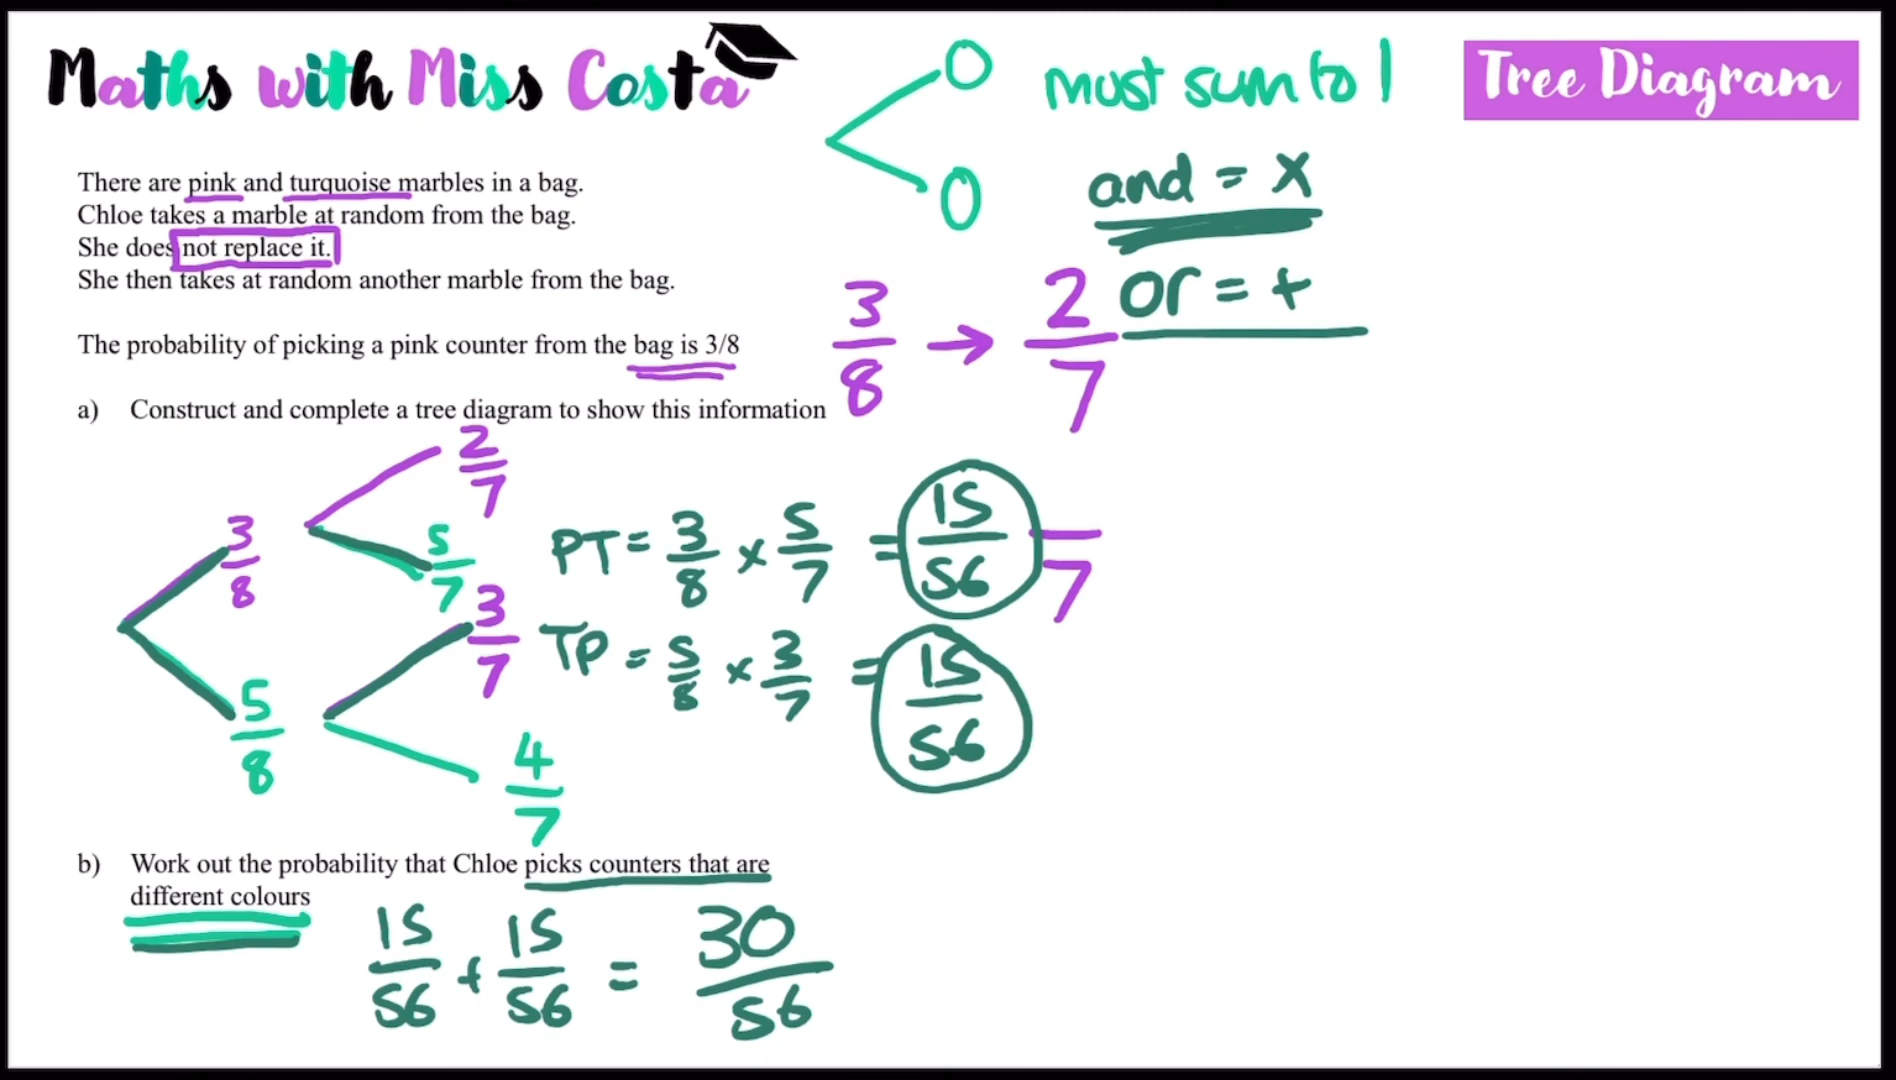 Maths with Miss Costa
must sum to 1
Tree Diagram
and = x
or = +
There are pink and turquoise marbles in a bag.
Chloe takes a marble at random from the bag.
She does not replace it.
She then takes at random another marble from the bag.
The probability of picking a pink counter from the bag is 3/8
3/8 → 2/7
a) Construct and complete a tree diagram to show this information
3/8
2/7
5/7
5/8
3/7
4/7
PT = 3/8 x 5/7 = 15/56
7
TP = 5/8 x 3/7 = 15/56
b) Work out the probability that Chloe picks counters that are
different colours
15/56 + 15/56 = 30/56